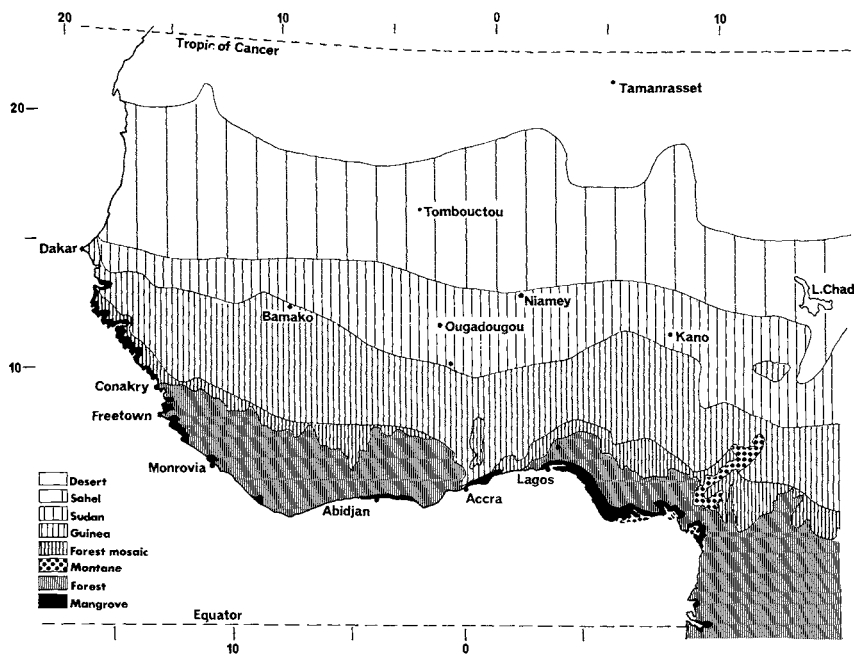 20 10 0 10
Tropic of Cancer
Tamanrasset
20
Tombouctou
Dakar
L.Chad
Niamey
Bamako
Ougadougou
Kano
10
Conakry
Freetown
Monrovia
Lagos
Accra
Abidjan
Desert
Sahel
Sudan
Guinea
Forest mosaic
Montane
Forest
Mangrove
Equator
10 0